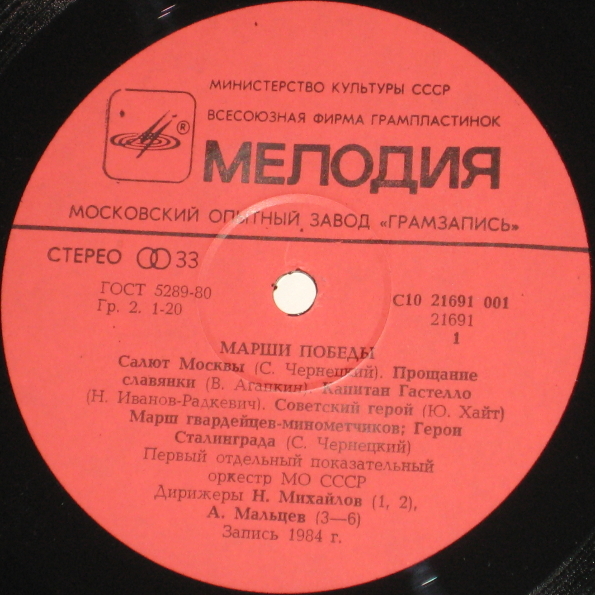 МИНИСТЕРСТВО КУЛЬТУРЫ СССР
ВСЕСОЮЗНАЯ ФИРМА ГРАМПЛАСТИНОК
®
МЕЛОДИЯ
МОСКОВСКИЙ ОПЫТНЫЙ ЗАВОД «ГРАМЗАПИСЬ»
СТЕРЕО 33
ГОСТ 5289-80
Гр. 2. 1-20
С10 21691 001
21691
1
МАРШИ ПОБЕДЫ
Салют Москвы (С. Чернецкий). Прощание
славянки (В. Агапкин). Капитан Гастелло
(Н. Иванов-Радкевич). Советский герой (Ю. Хайт)
Марш гвардейцев-минометчиков; Герои
Сталинграда (С. Чернецкий)
Первый отдельный показательный
оркестр МО СССР
Дирижеры Н. Михайлов (1, 2),
А. Мальцев (3—6)
Запись 1984 г.